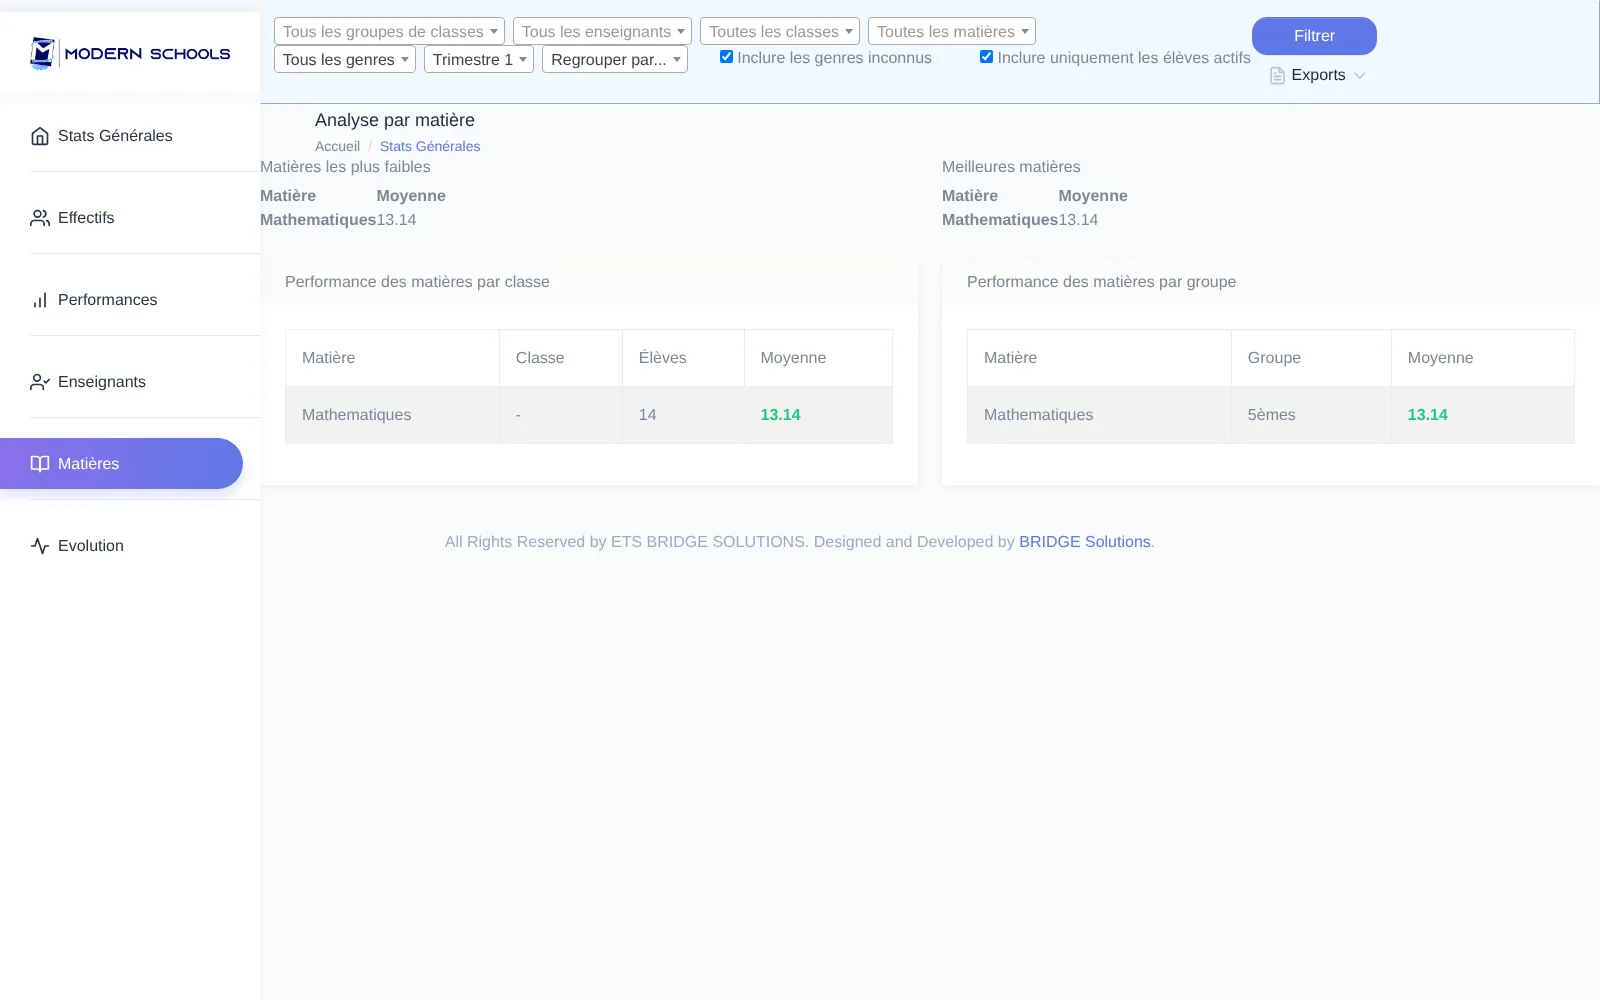 MODERN SCHOOLS
Tous les groupes de classes
Tous les enseignants
Toutes les classes
Toutes les matières
Filtrer
Tous les genres
Trimestre 1
Regrouper par...
Inclure les genres inconnus
Inclure uniquement les élèves actifs
Exports
Stats Générales
Effectifs
Performances
Enseignants
Matières
Evolution
Analyse par matière
Accueil / Stats Générales
Matières les plus faibles
Matière Moyenne
Mathematiques 13.14
Meilleures matières
Matière Moyenne
Mathematiques 13.14
Performance des matières par classe
Matière Classe Élèves Moyenne
Mathematiques - 14 13.14
Performance des matières par groupe
Matière Groupe Moyenne
Mathematiques 5èmes 13.14
All Rights Reserved by ETS BRIDGE SOLUTIONS. Designed and Developed by BRIDGE Solutions.